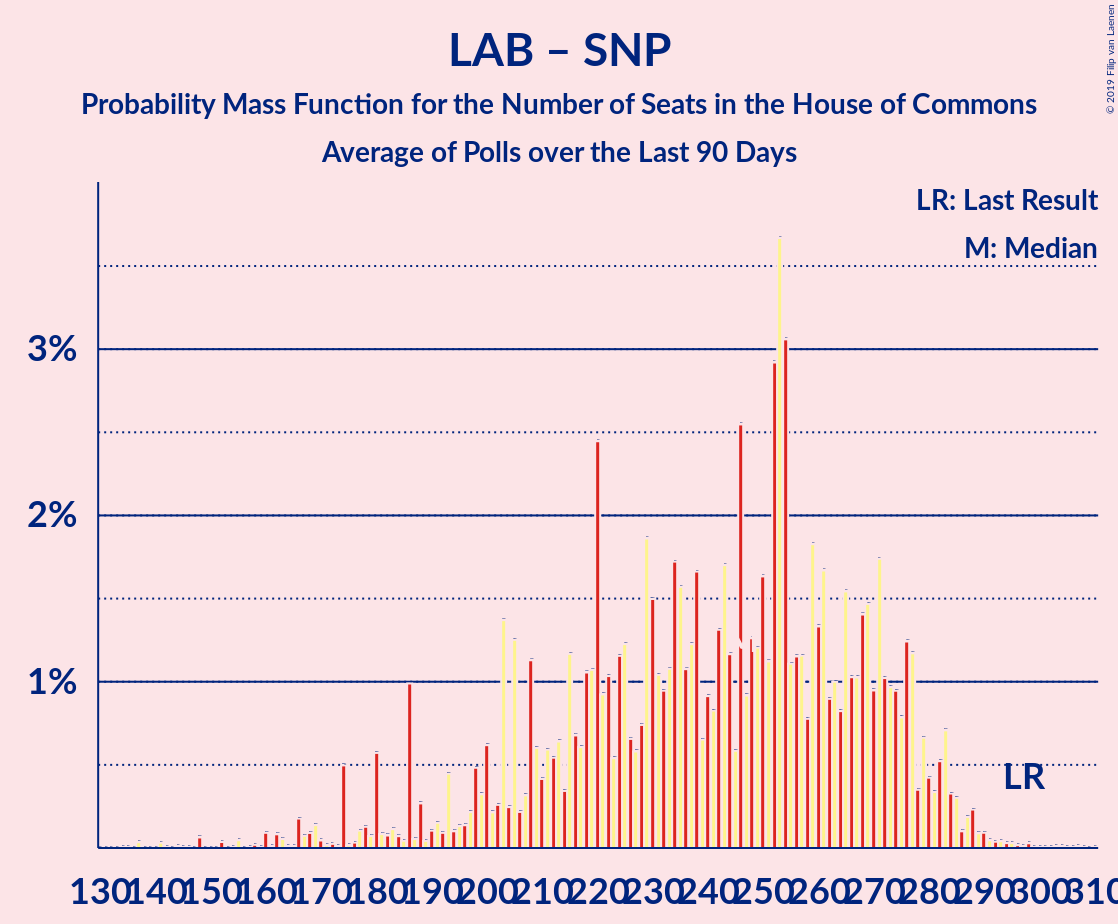 LAB – SNP
Probability Mass Function for the Number of Seats in the House of Commons
Average of Polls over the Last 90 Days
© 2019 Filip van Laenen
LR: Last Result
M: Median
3%
2%
1%
LR
130 140 150 160 170 180 190 200 210 220 230 240 250 260 270 280 290 300 310